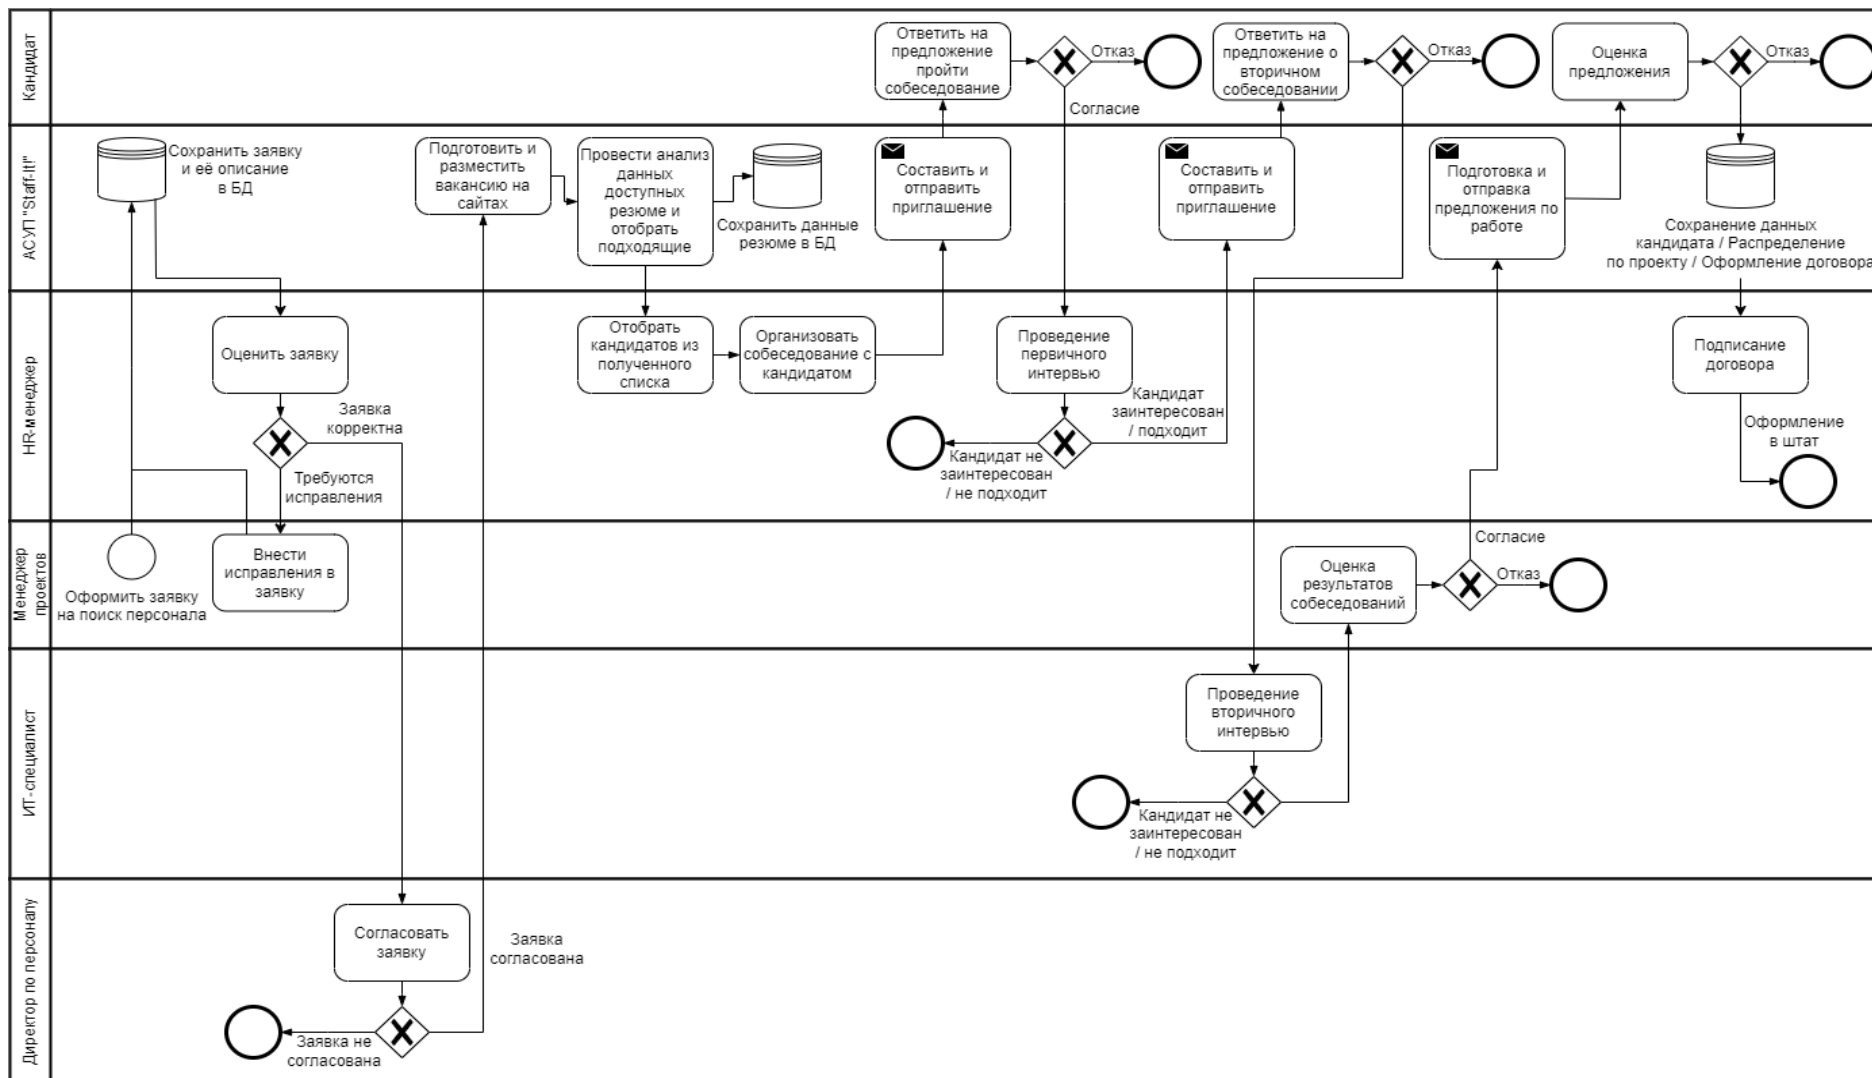 Кандидат
Ответить на
предложение
пройти
собеседование
Отказ
Согласие
Ответить на
предложение о
вторичном
собеседовании
Отказ
Оценка
предложения
Отказ
АСУП "Staff-It!"
Сохранить заявку
и её описание
в БД
Подготовить и
разместить
вакансию на
сайтах
Провести анализ
данных
доступных
резюме и
отобрать
подходящие
Сохранить данные
резюме в БД
Составить и
отправить
приглашение
Составить и
отправить
приглашение
Подготовка и
отправка
предложения по
работе
Сохранение данных
кандидата / Распределение
по проекту / Оформление договора
HR-менеджер
Оценить заявку
Заявка
корректна
Требуются
исправления
Отобрать
кандидатов из
полученного
списка
Организовать
собеседование с
кандидатом
Проведение
первичного
интервью
Кандидат
заинтересован
/ подходит
Кандидат не
заинтересован
/ не подходит
Подписание
договора
Оформление
в штат
Менеджер
проектов
Оформить заявку
на поиск персонала
Внести
исправления в
заявку
Оценка
результатов
собеседований
Согласие
Отказ
ИТ-специалист
Проведение
вторичного
интервью
Кандидат не
заинтересован
/ не подходит
Директор по персоналу
Согласовать
заявку
Заявка
согласована
Заявка не
согласована